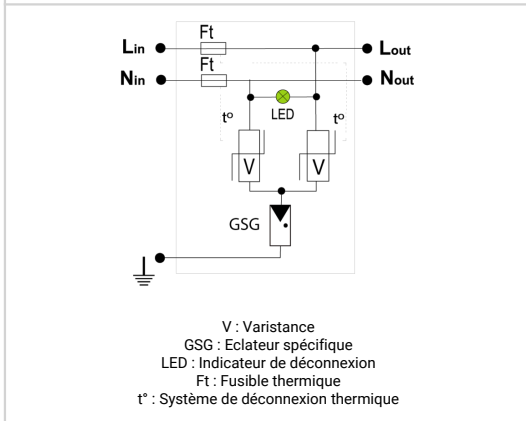 Ft
Lin Lout
Ft
Nin Nout
t° LED t°
V V
GSG
V : Varistance
GSG : Eclateur spécifique
LED : Indicateur de déconnexion
Ft : Fusible thermique
t° : Système de déconnexion thermique